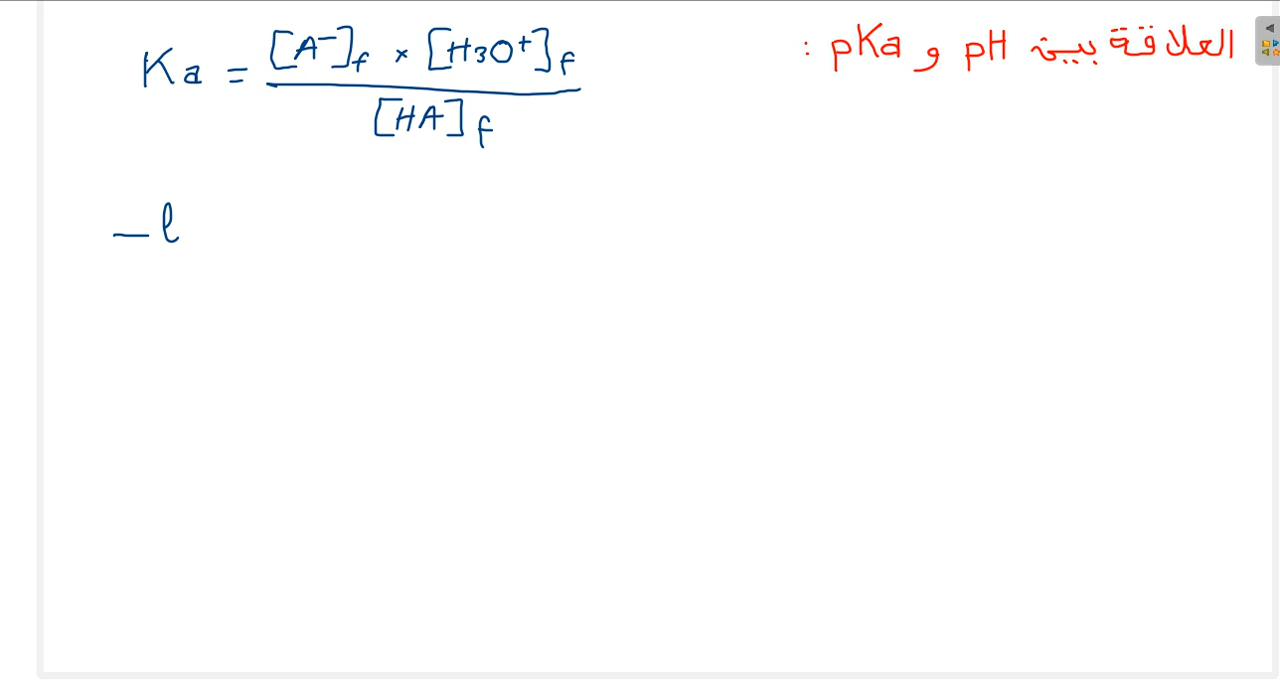 العلاقة بين pH و pKa :
Ka = [A⁻]f × [H3O⁺]f / [HA]f
— l